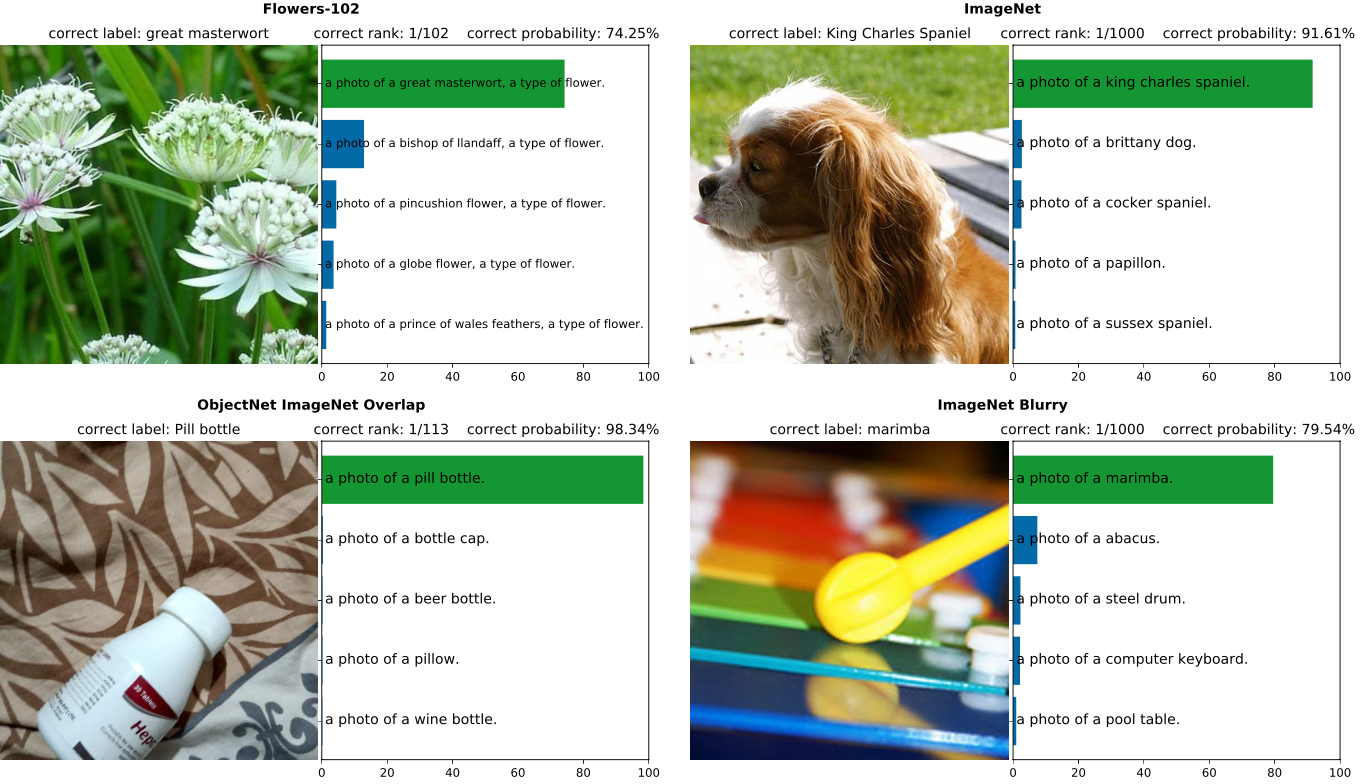 Flowers-102
correct label: great masterwort correct rank: 1/102 correct probability: 74.25%
a photo of a great masterwort, a type of flower.
a photo of a bishop of llandaff, a type of flower.
a photo of a pincushion flower, a type of flower.
a photo of a globe flower, a type of flower.
a photo of a prince of wales feathers, a type of flower.
0 20 40 60 80 100
ImageNet
correct label: King Charles Spaniel correct rank: 1/1000 correct probability: 91.61%
a photo of a king charles spaniel.
a photo of a brittany dog.
a photo of a cocker spaniel.
a photo of a papillon.
a photo of a sussex spaniel.
0 20 40 60 80 100
ObjectNet ImageNet Overlap
correct label: Pill bottle correct rank: 1/113 correct probability: 98.34%
30 Tablets
a photo of a pill bottle.
a photo of a bottle cap.
a photo of a beer bottle.
a photo of a pillow.
a photo of a wine bottle.
0 20 40 60 80 100
ImageNet Blurry
correct label: marimba correct rank: 1/1000 correct probability: 79.54%
a photo of a marimba.
a photo of a abacus.
a photo of a steel drum.
a photo of a computer keyboard.
a photo of a pool table.
0 20 40 60 80 100